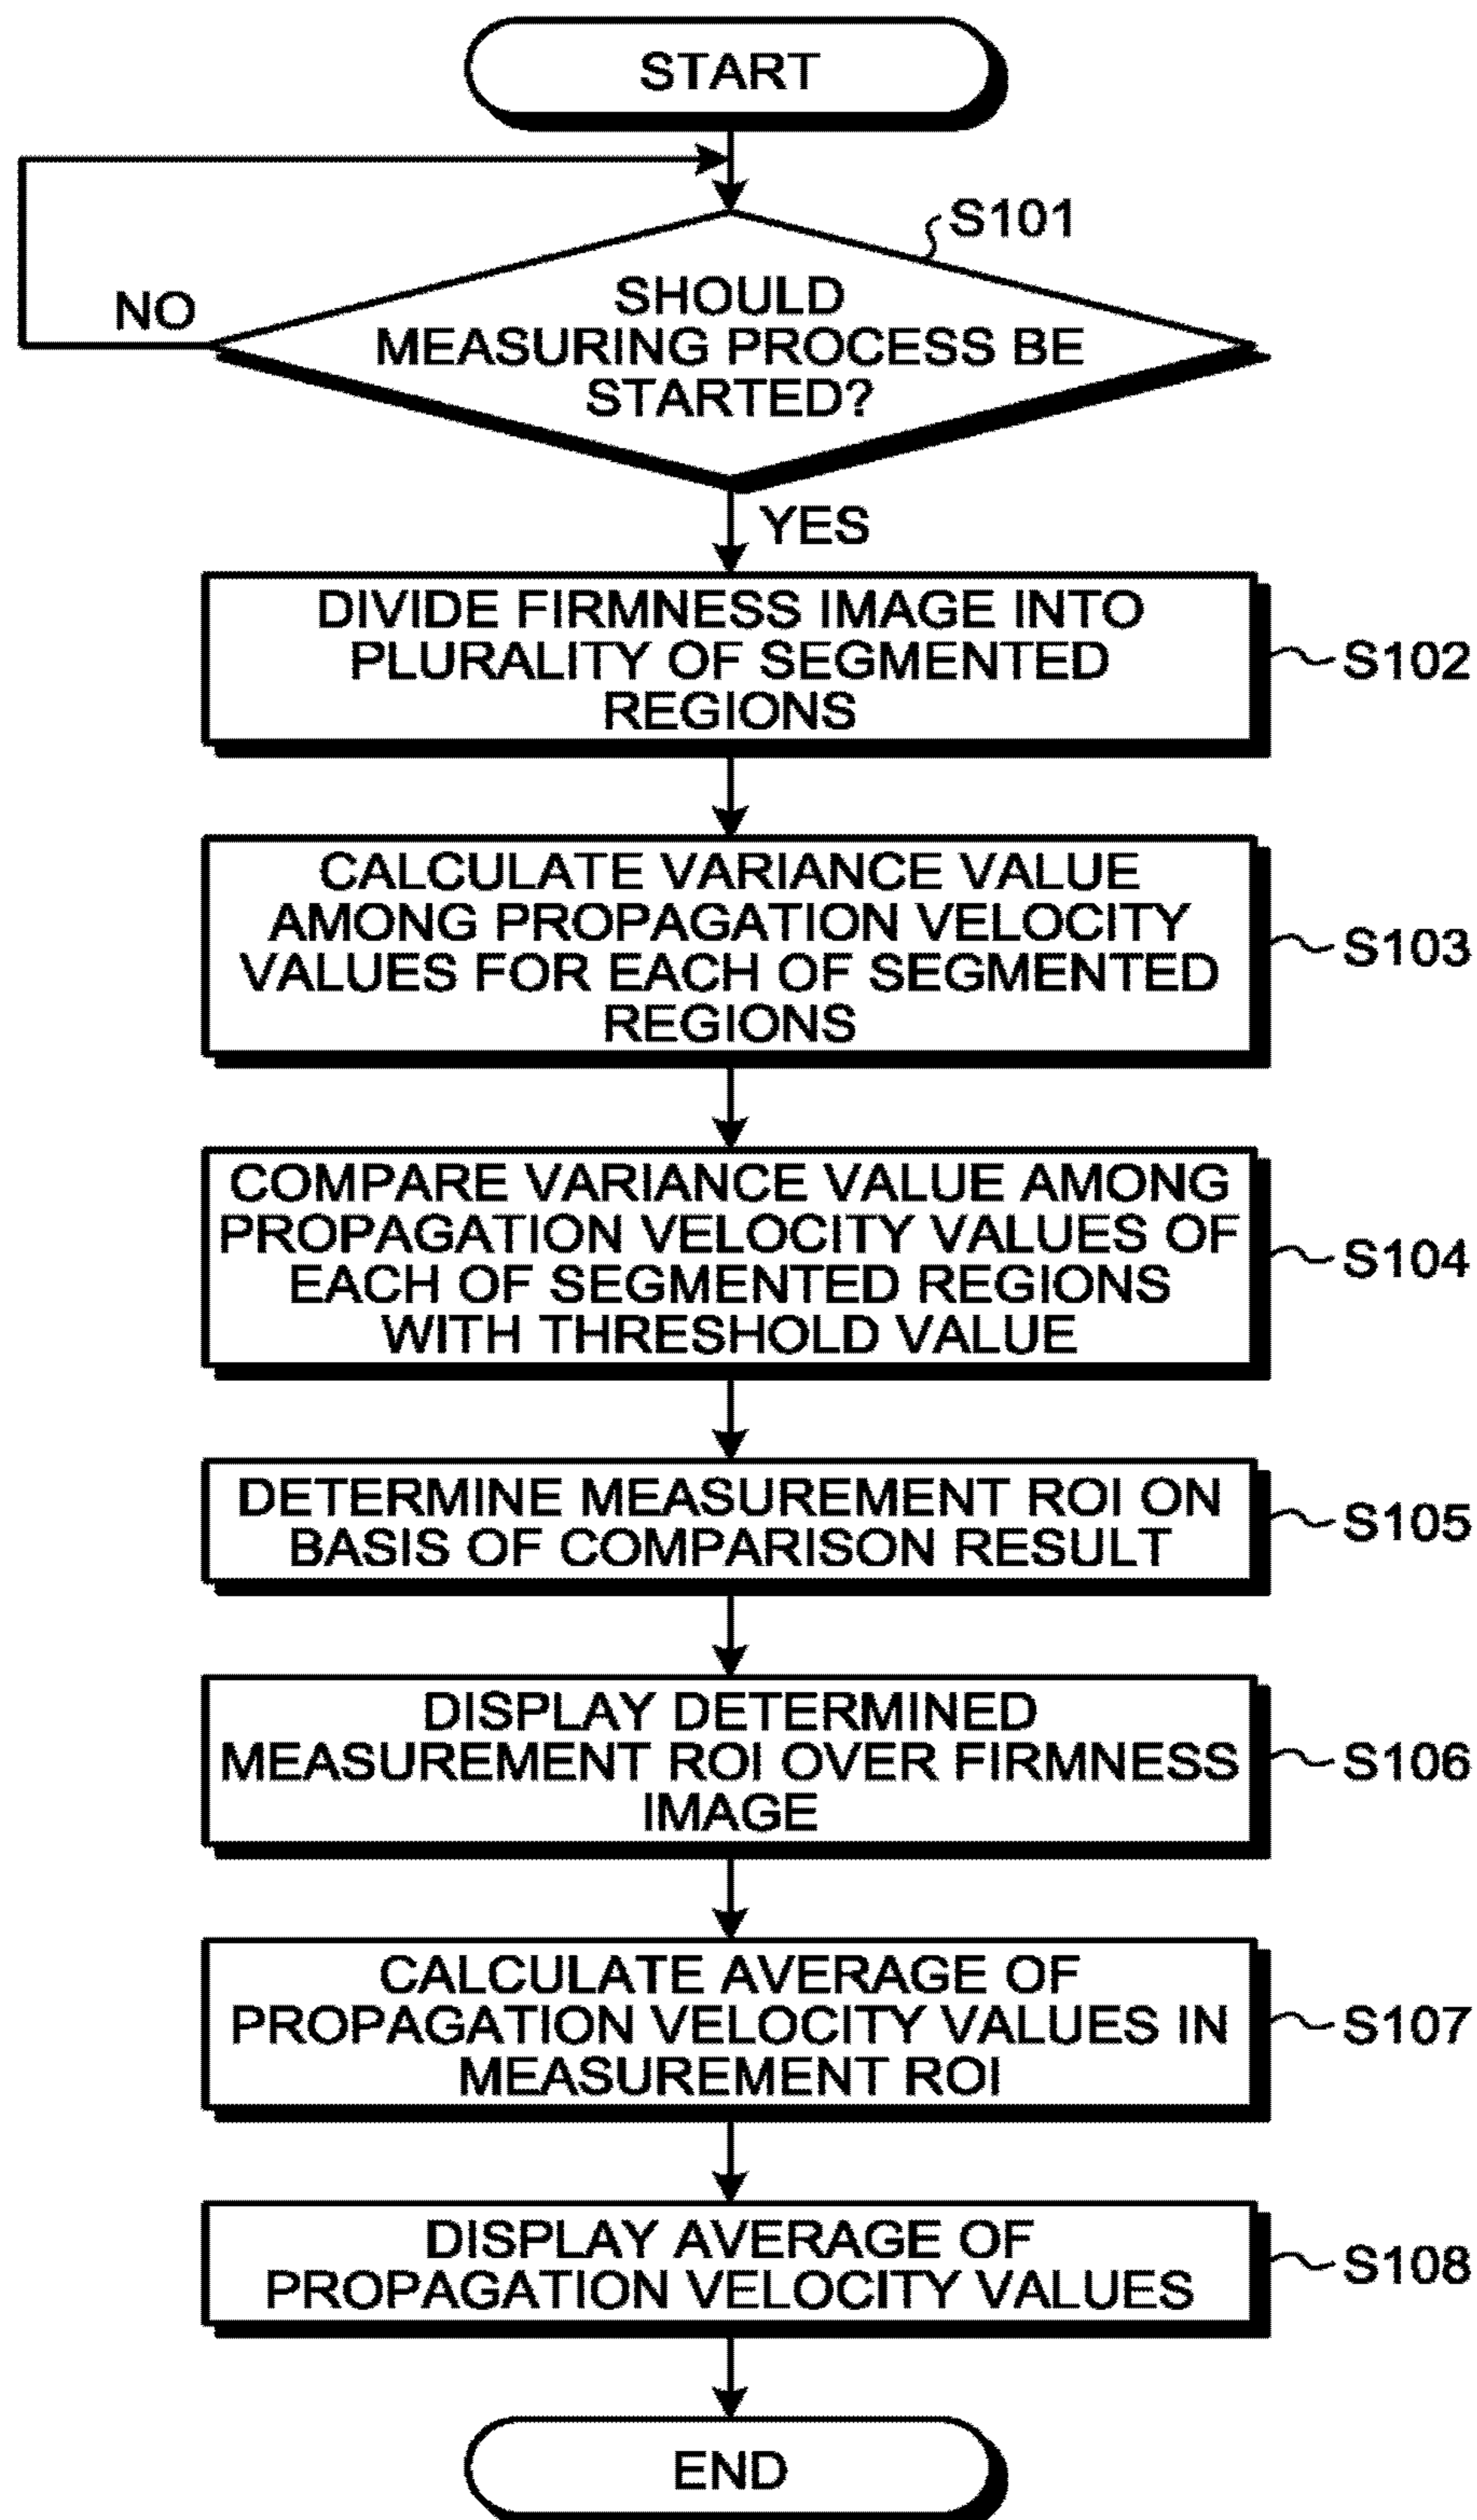 START
S101
SHOULD
MEASURING PROCESS BE
STARTED?
NO
YES
DIVIDE FIRMNESS IMAGE INTO
PLURALITY OF SEGMENTED
REGIONS
S102
CALCULATE VARIANCE VALUE
AMONG PROPAGATION VELOCITY
VALUES FOR EACH OF SEGMENTED
REGIONS
S103
COMPARE VARIANCE VALUE AMONG
PROPAGATION VELOCITY VALUES OF
EACH OF SEGMENTED REGIONS
WITH THRESHOLD VALUE
S104
DETERMINE MEASUREMENT ROI ON
BASIS OF COMPARISON RESULT
S105
DISPLAY DETERMINED
MEASUREMENT ROI OVER FIRMNESS
IMAGE
S106
CALCULATE AVERAGE OF
PROPAGATION VELOCITY VALUES IN
MEASUREMENT ROI
S107
DISPLAY AVERAGE OF
PROPAGATION VELOCITY VALUES
S108
END